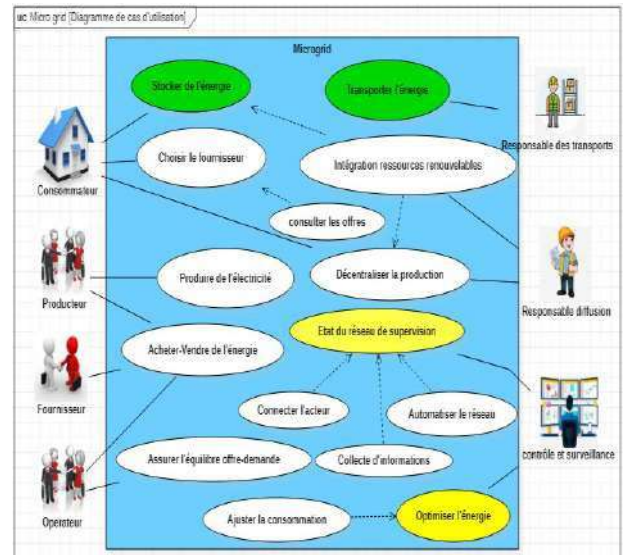 uc Micro grid [Diagramme de cas d'utilisation]
Microgrid
Stocker de l'énergie
Transporter l'énergie
Responsable des transports
Choisir le fournisseur
Intégration ressources renouvelables
Consommateur
consulter les offres
Produire de l'électricité
Décentraliser la production
Producteur
Responsable diffusion
Etat du réseau de supervision
Acheter-Vendre de l'énergie
Fournisseur
Connecter l'acteur
Automatiser le réseau
Assurer l'équilibre offre-demande
Collecte d'informations
contrôle et surveillance
Operateur
Ajuster la consommation
Optimiser l'énergie